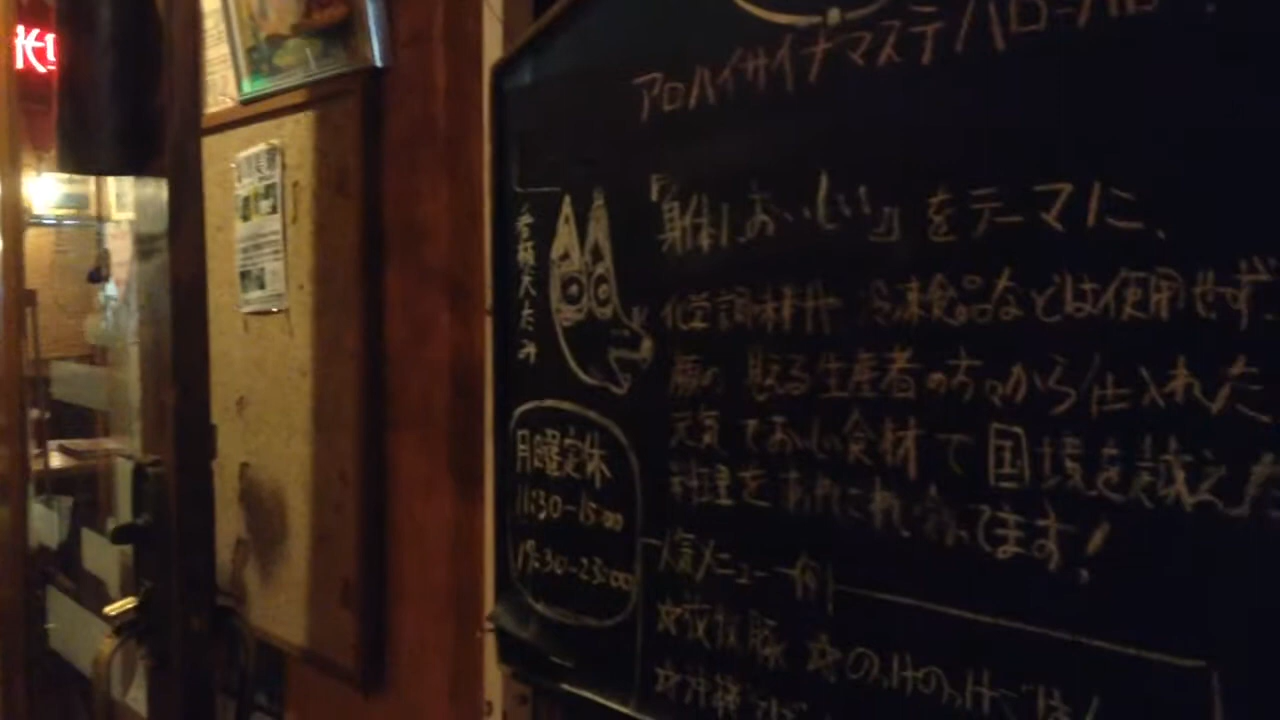 アロハイサイナマステハローハロ
『身体においしい』をテーマに、
化学調味料 冷凍食品などは使用せず
顔の見える生産者の方々から仕入れた
元気でおいしい食材で国境を越えた
料理をあれこれ作ってます!
看板犬たみ
月曜定休
11:30-15:00
17:30-23:00
人気メニュー例
☆放牧豚 ☆のっけのっけごはん
☆沖縄